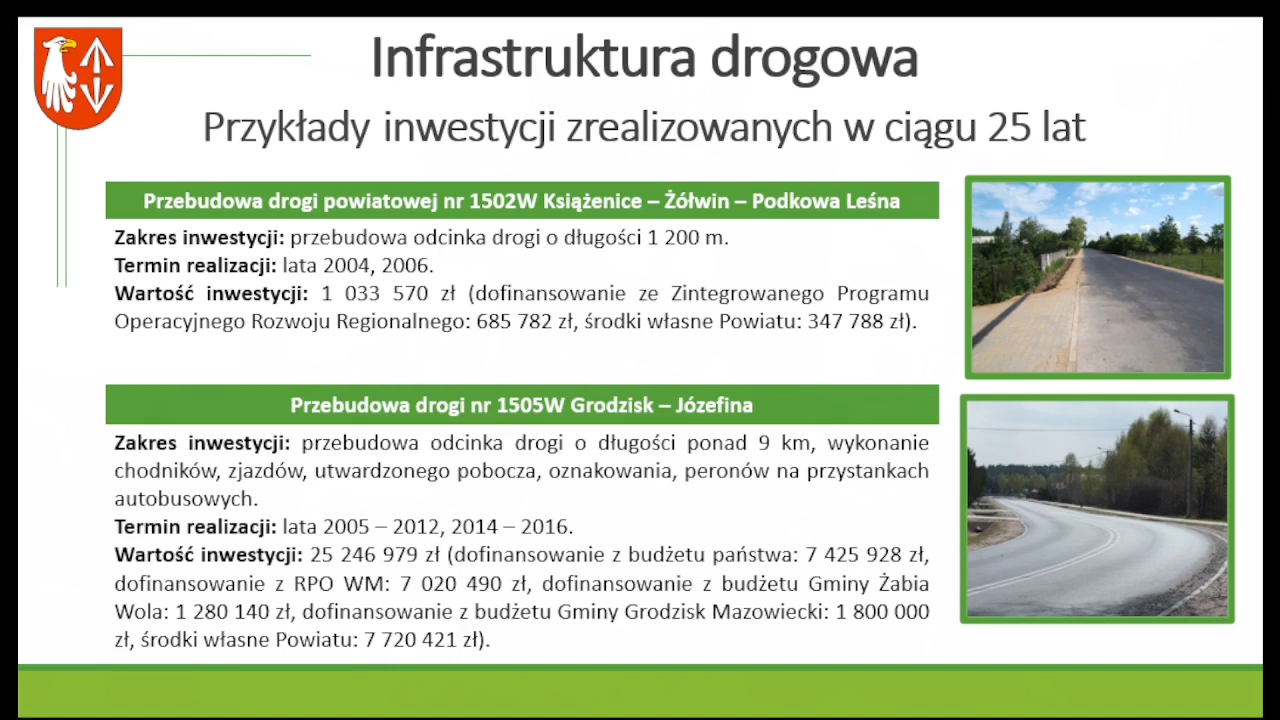 Infrastruktura drogowa
Przykłady inwestycji zrealizowanych w ciągu 25 lat
Przebudowa drogi powiatowej nr 1502W Książenice – Żółwin – Podkowa Leśna
Zakres inwestycji: przebudowa odcinka drogi o długości 1 200 m.
Termin realizacji: lata 2004, 2006.
Wartość inwestycji: 1 033 570 zł (dofinansowanie ze Zintegrowanego Programu
Operacyjnego Rozwoju Regionalnego: 685 782 zł, środki własne Powiatu: 347 788 zł).
Przebudowa drogi nr 1505W Grodzisk – Józefina
Zakres inwestycji: przebudowa odcinka drogi o długości ponad 9 km, wykonanie
chodników, zjazdów, utwardzonego pobocza, oznakowania, peronów na przystankach
autobusowych.
Termin realizacji: lata 2005 – 2012, 2014 – 2016.
Wartość inwestycji: 25 246 979 zł (dofinansowanie z budżetu państwa: 7 425 928 zł,
dofinansowanie z RPO WM: 7 020 490 zł, dofinansowanie z budżetu Gminy Żabia
Wola: 1 280 140 zł, dofinansowanie z budżetu Gminy Grodzisk Mazowiecki: 1 800 000
zł, środki własne Powiatu: 7 720 421 zł).